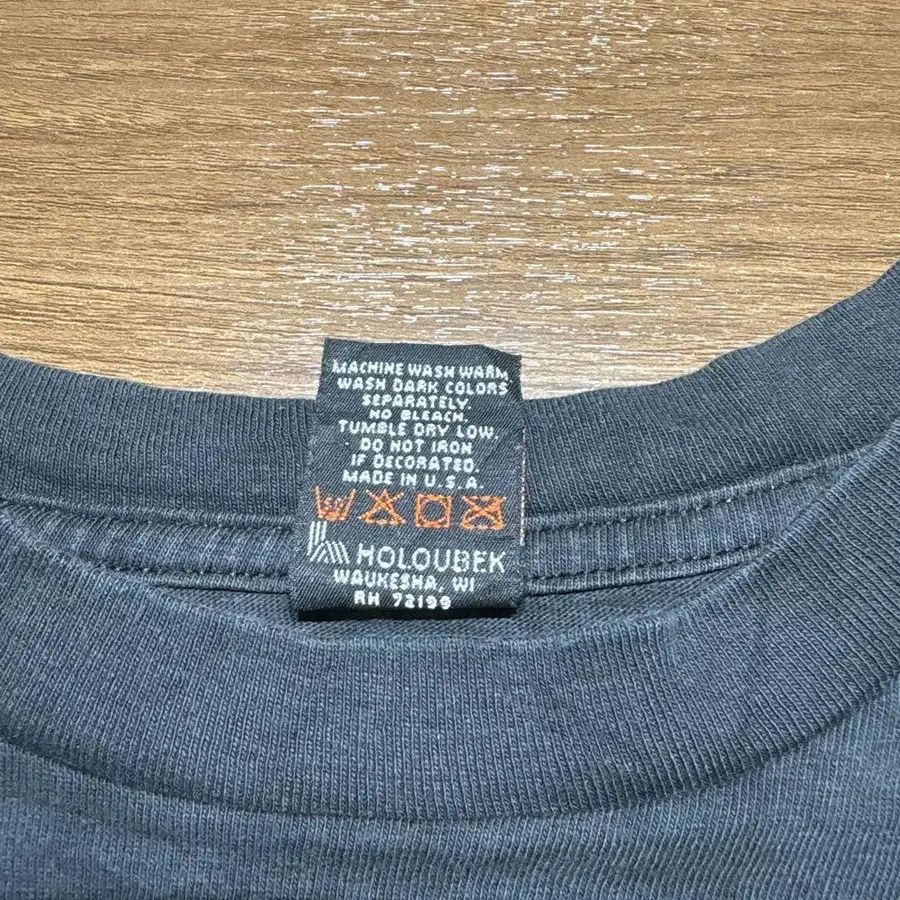 MACHINE WASH WARM
WASH DARK COLORS
SEPARATELY.
NO BLEACH.
TUMBLE DRY LOW.
DO NOT IRON
IF DECORATED.
MADE IN U.S.A.
HOLOUBEK
WAUKESHA, WI
RH 72199